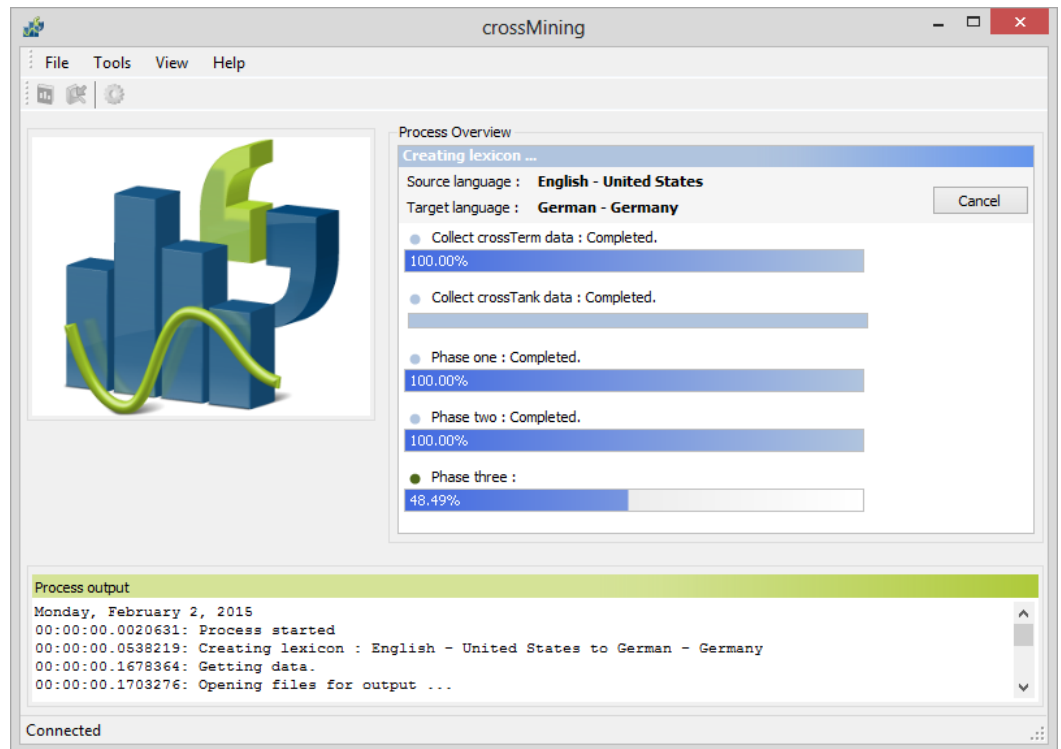 crossMining
File Tools View Help
Process Overview
Creating lexicon ...
Source language : English - United States
Target language : German - Germany
Cancel
Collect crossTerm data : Completed.
100.00%
Collect crossTank data : Completed.
Phase one : Completed.
100.00%
Phase two : Completed.
100.00%
Phase three :
48.49%
Process output
Monday, February 2, 2015
00:00:00.0020631: Process started
00:00:00.0538219: Creating lexicon : English - United States to German - Germany
00:00:00.1678364: Getting data.
00:00:00.1703276: Opening files for output ...
Connected